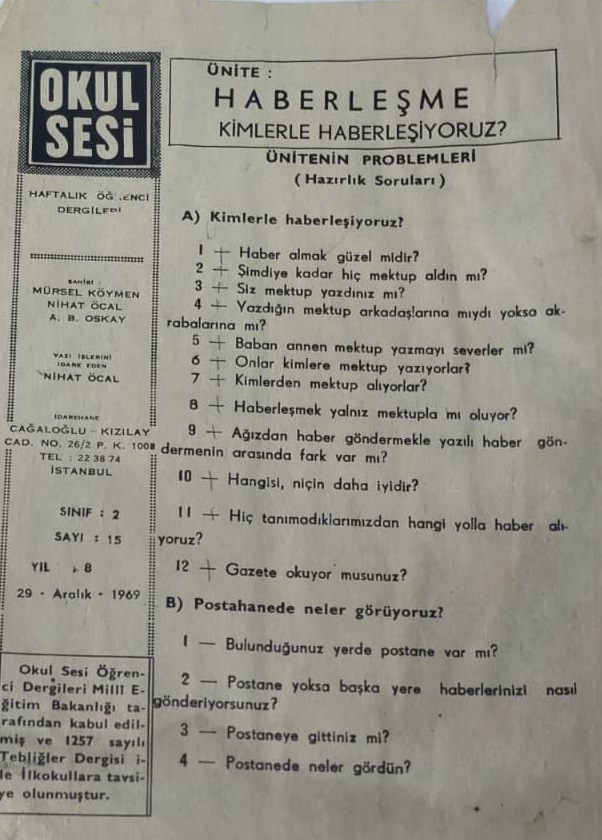 OKUL
SESİ
HAFTALIK ÖĞ ENCİ
DERGİLERİ
SAHİBİ :
MÜRSEL KÖYMEN
NİHAT ÖCAL
A. B. OSKAY
YAZI İŞLERİNİ
İDARE EDEN
NİHAT ÖCAL
İDAREHANE
CAĞALOĞLU - KIZILAY
CAD. NO. 26/2 P. K. 1008
TEL : 22 38 74
İSTANBUL
SINIF : 2
SAYI : 15
YIL : 8
29 - Aralık - 1969
Okul Sesi Öğren-
ci Dergileri Millî E-
ğitim Bakanlığı ta-
rafından kabul edil-
miş ve 1257 sayılı
Tebliğler Dergisi i-
le İlkokullara tavsi-
ye olunmuştur.
ÜNİTE :
HABERLEŞME
KİMLERLE HABERLEŞİYORUZ?
ÜNİTENİN PROBLEMLERİ
( Hazırlık Soruları )
A) Kimlerle haberleşiyoruz?
1 + Haber almak güzel midir?
2 + Şimdiye kadar hiç mektup aldın mı?
3 + Siz mektup yazdınız mı?
4 + Yazdığın mektup arkadaşlarına mıydı yoksa ak-
rabalarına mı?
5 + Baban annen mektup yazmayı severler mi?
6 + Onlar kimlere mektup yazıyorlar?
7 + Kimlerden mektup alıyorlar?
8 + Haberleşmek yalnız mektupla mı oluyor?
9 + Ağızdan haber göndermekle yazılı haber gön-
dermenin arasında fark var mı?
10 + Hangisi, niçin daha iyidir?
11 + Hiç tanımadıklarımızdan hangi yolla haber alı-
yoruz?
12 + Gazete okuyor musunuz?
B) Postahanede neler görüyoruz?
1 — Bulunduğunuz yerde postane var mı?
2 — Postane yoksa başka yere haberlerinizi nasıl
gönderiyorsunuz?
3 — Postaneye gittiniz mi?
4 — Postanede neler gördün?